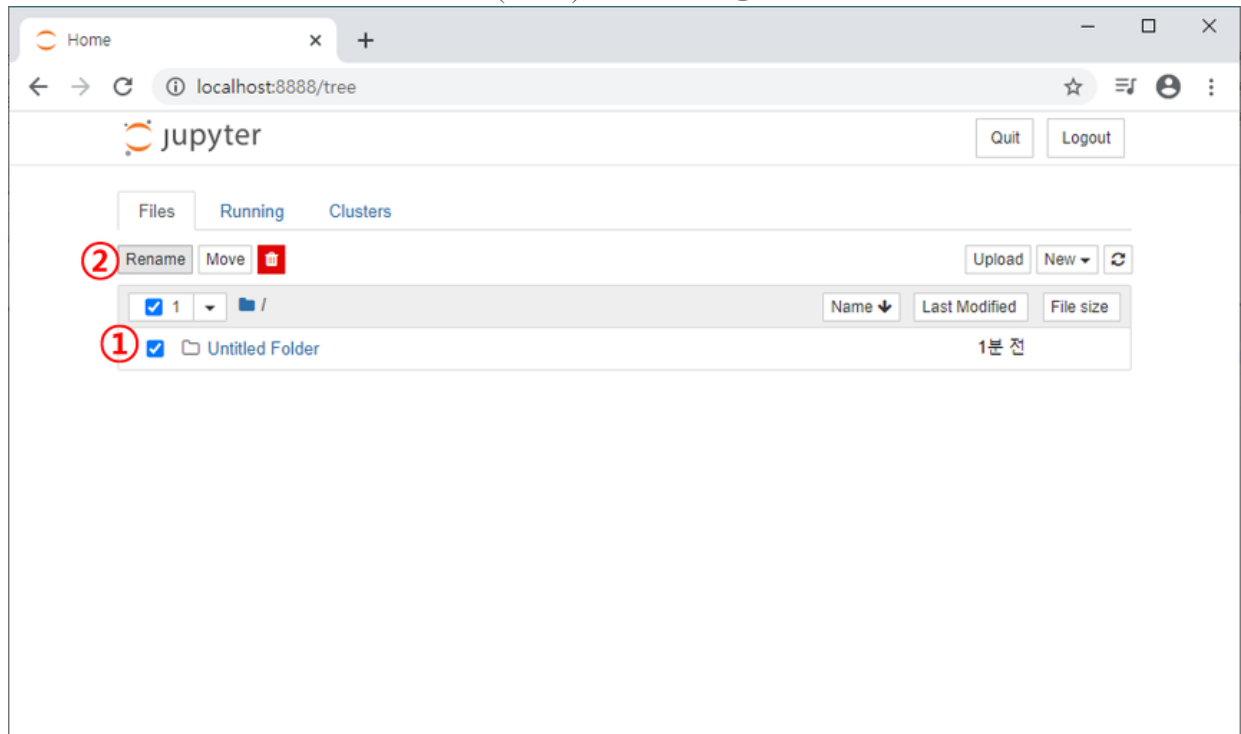 Home
localhost:8888/tree
jupyter
Quit Logout
Files Running Clusters
② Rename Move Upload New
1 / Name Last Modified File size
① Untitled Folder 1분 전